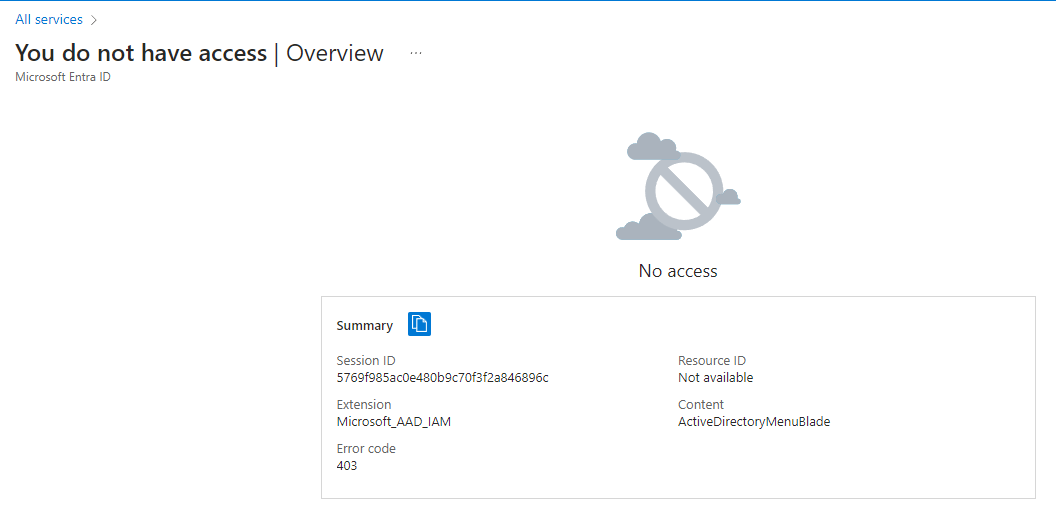 All services
You do not have access | Overview ...
Microsoft Entra ID
No access
Summary
Session ID
5769f985ac0e480b9c70f3f2a846896c
Resource ID
Not available
Extension
Microsoft_AAD_IAM
Content
ActiveDirectoryMenuBlade
Error code
403